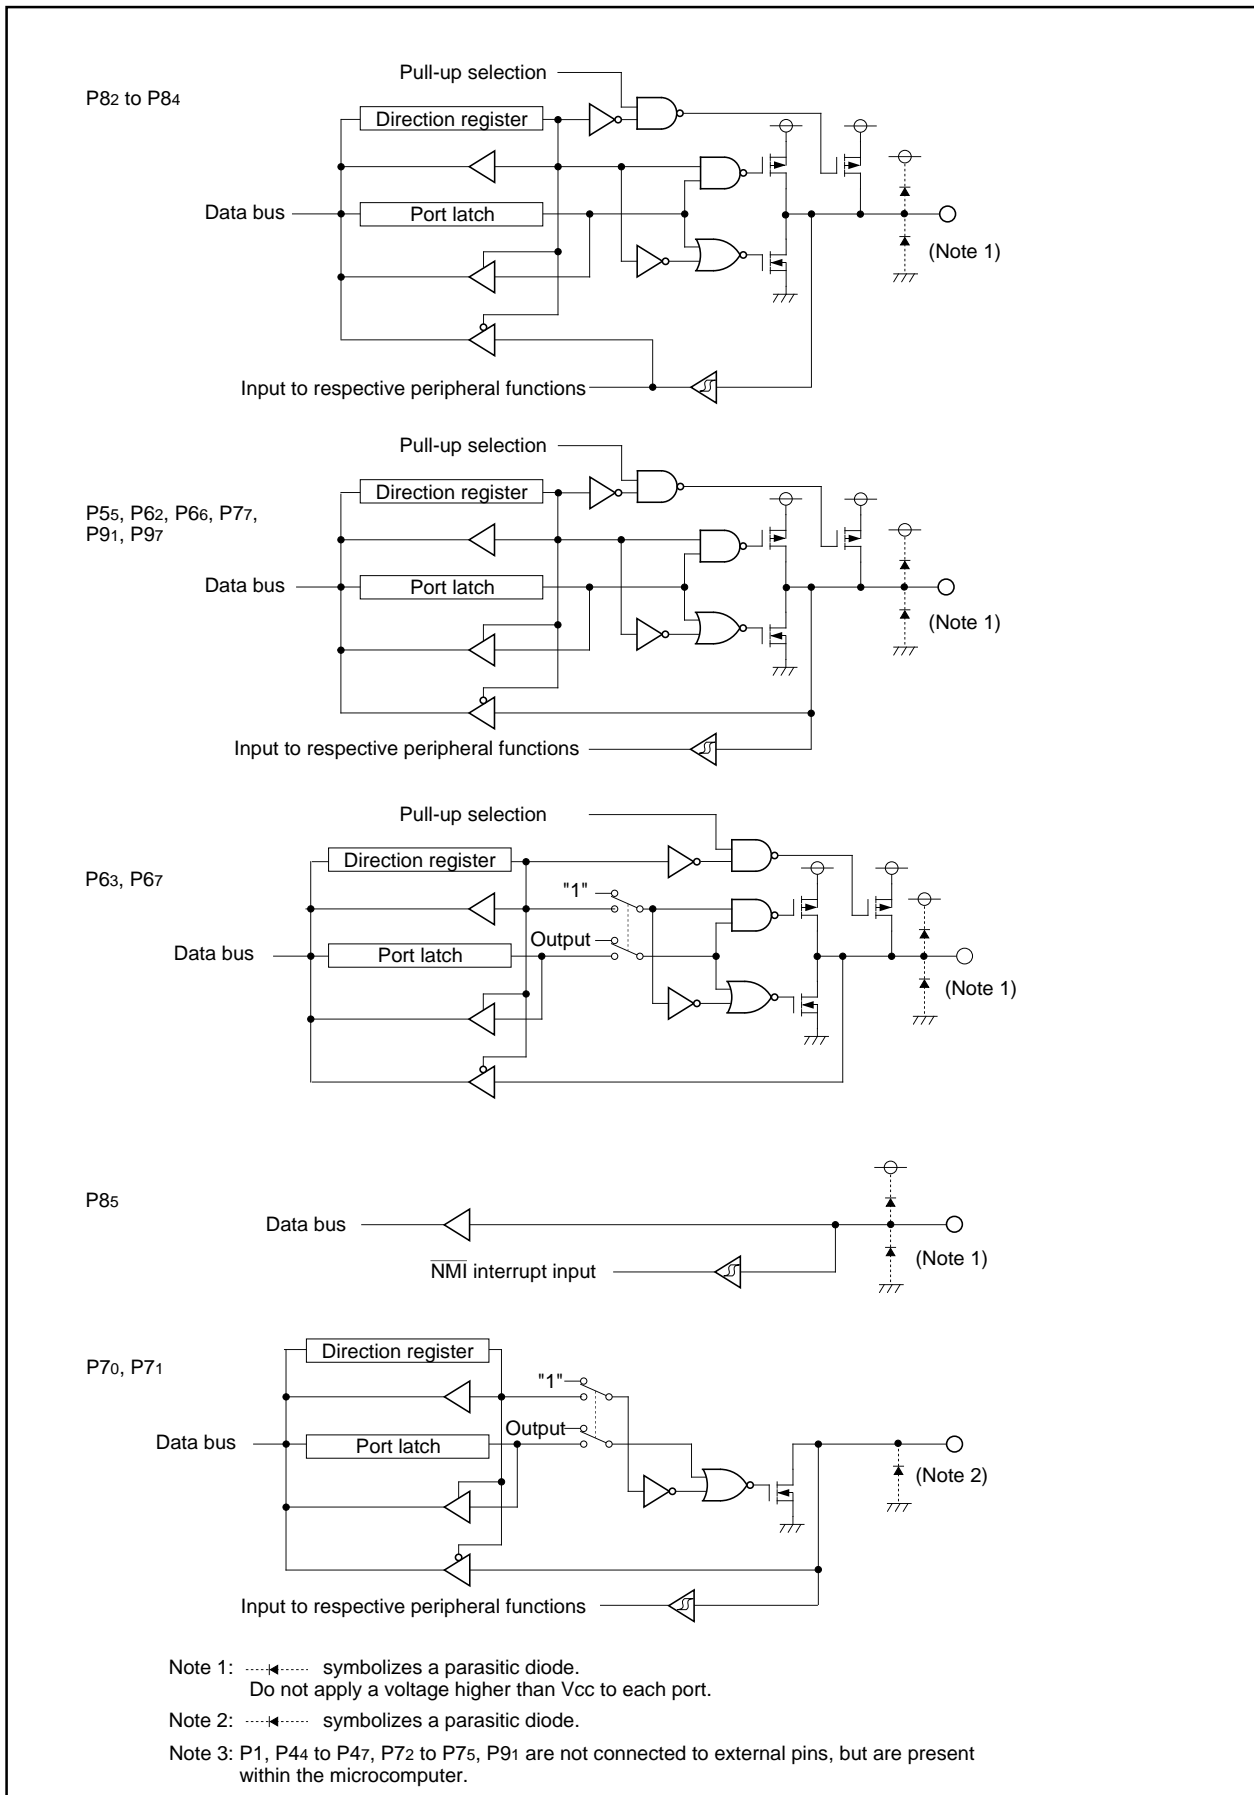 Pull-up selection
P82 to P84
Direction register
Data bus
Port latch
(Note 1)
Input to respective peripheral functions
Pull-up selection
Direction register
P55, P62, P66, P77,
P91, P97
Data bus
Port latch
(Note 1)
Input to respective peripheral functions
Pull-up selection
Direction register
P63, P67
"1"
Output
Data bus
Port latch
(Note 1)
P85
Data bus
(Note 1)
NMI interrupt input
Direction register
P70, P71
"1"
Output
Data bus
Port latch
(Note 2)
Input to respective peripheral functions
Note 1: symbolizes a parasitic diode.
Do not apply a voltage higher than Vcc to each port.
Note 2: symbolizes a parasitic diode.
Note 3: P1, P44 to P47, P72 to P75, P91 are not connected to external pins, but are present
within the microcomputer.